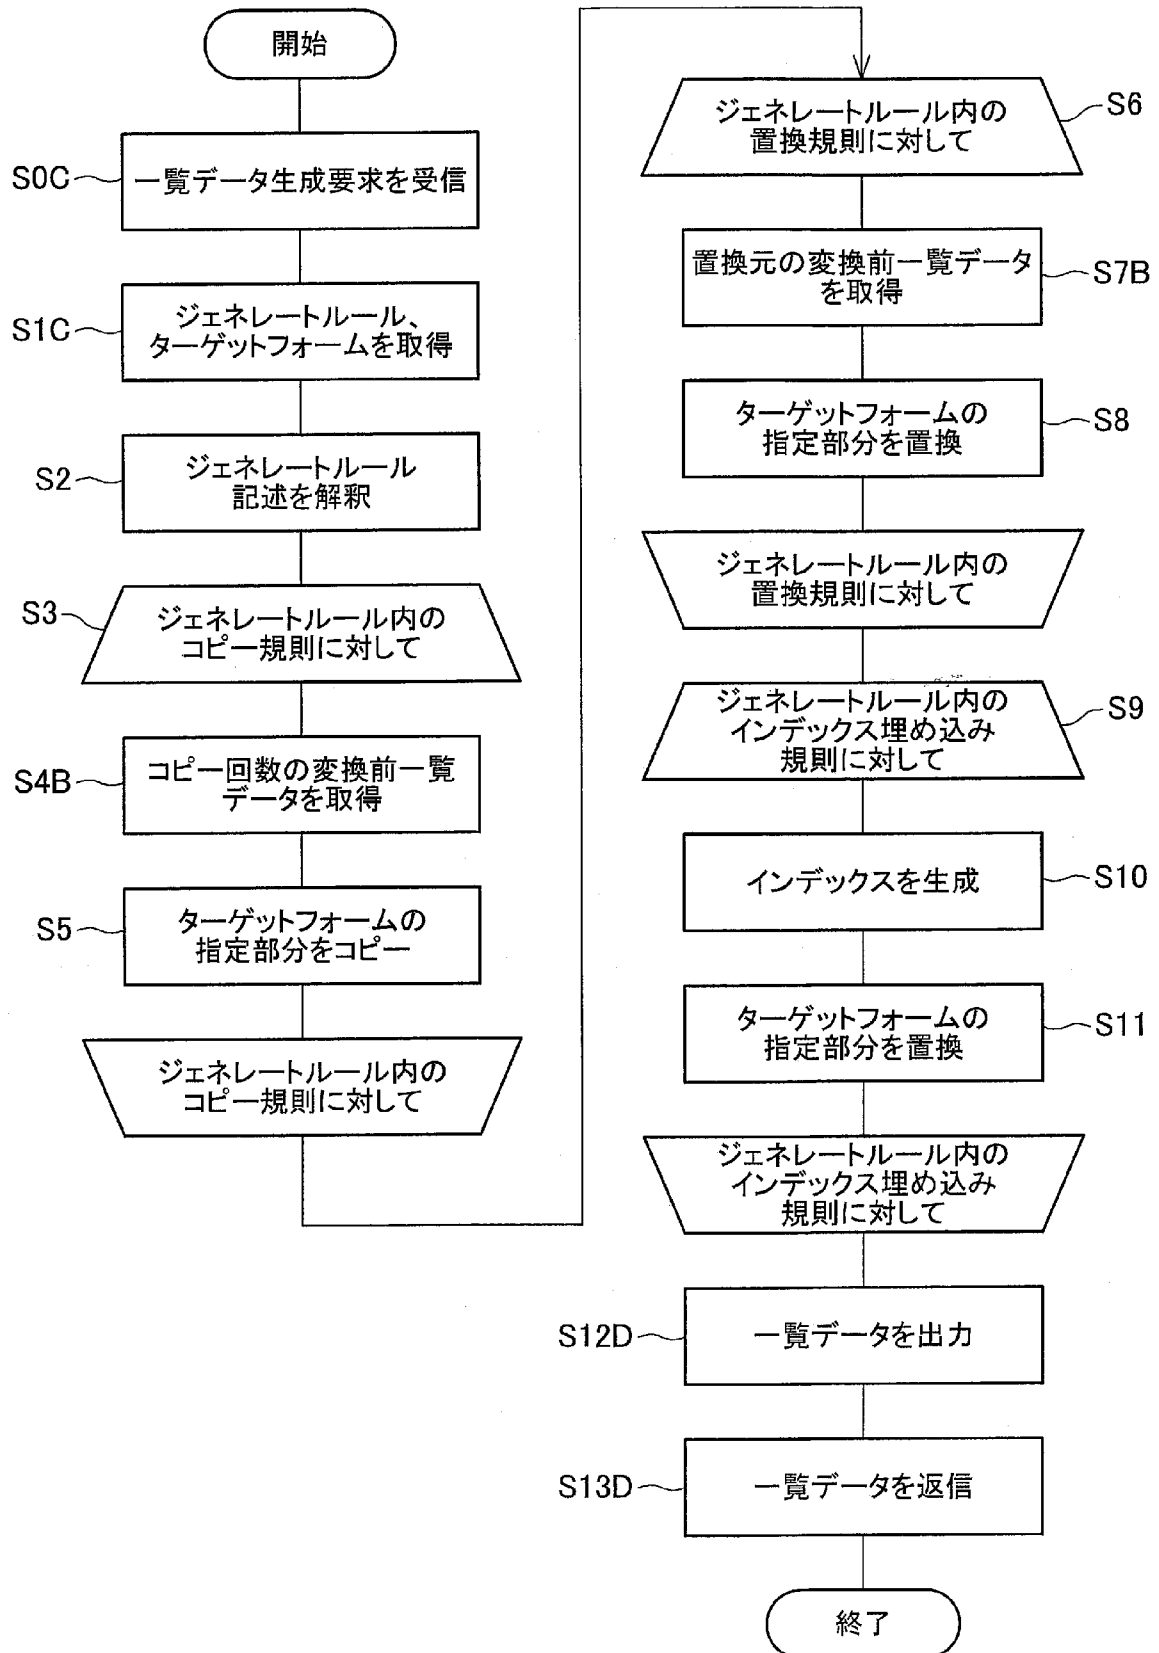 開始
S0C
一覧データ生成要求を受信
S1C
ジェネレートルール、
ターゲットフォームを取得
S2
ジェネレートルール
記述を解釈
S3
ジェネレートルール内の
コピー規則に対して
S4B
コピー回数の変換前一覧
データを取得
S5
ターゲットフォームの
指定部分をコピー
ジェネレートルール内の
コピー規則に対して
ジェネレートルール内の
置換規則に対して
S6
置換元の変換前一覧データ
を取得
S7B
ターゲットフォームの
指定部分を置換
S8
ジェネレートルール内の
置換規則に対して
ジェネレートルール内の
インデックス埋め込み
規則に対して
S9
インデックスを生成
S10
ターゲットフォームの
指定部分を置換
S11
ジェネレートルール内の
インデックス埋め込み
規則に対して
S12D
一覧データを出力
S13D
一覧データを返信
終了